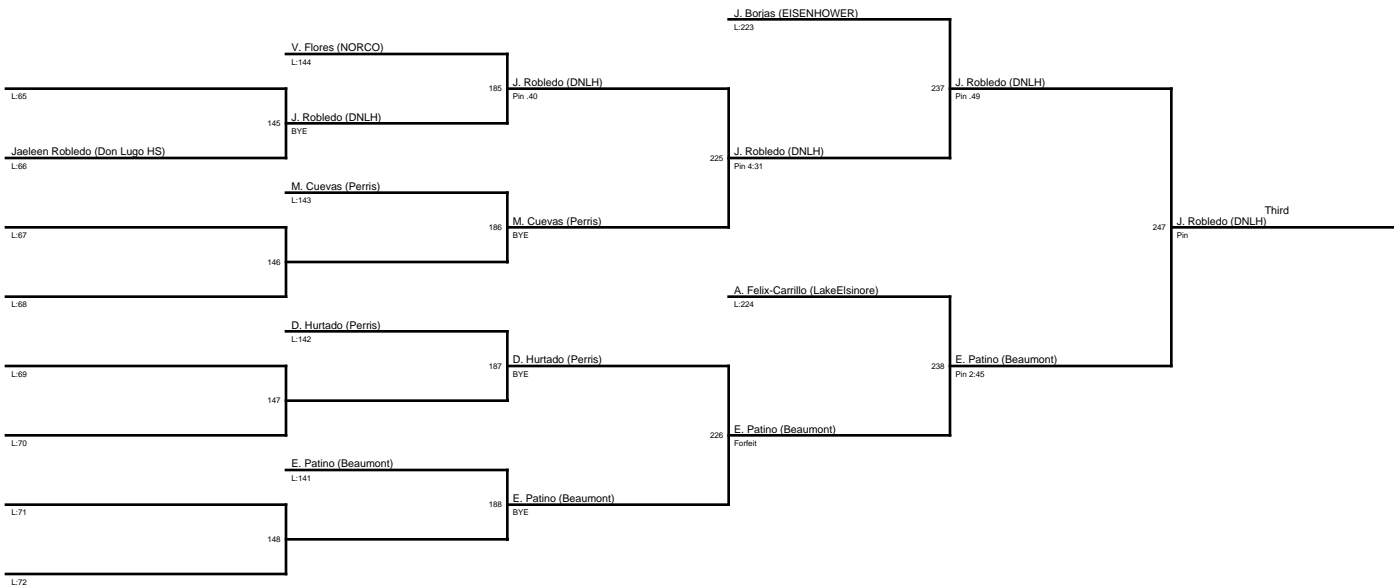 J. Borjas (EISENHOWER)
L:223
V. Flores (NORCO)
L:144
185 J. Robledo (DNLH)
Pin .40
237 J. Robledo (DNLH)
Pin .49
L:65
145 J. Robledo (DNLH)
BYE
Jaeleen Robledo (Don Lugo HS)
L:66
225 J. Robledo (DNLH)
Pin 4:31
M. Cuevas (Perris)
L:143
186 M. Cuevas (Perris)
BYE
L:67
146
L:68
Third
247 J. Robledo (DNLH)
Pin
A. Felix-Carrillo (LakeElsinore)
L:224
D. Hurtado (Perris)
L:142
187 D. Hurtado (Perris)
BYE
238 E. Patino (Beaumont)
Pin 2:45
L:69
147
L:70
226 E. Patino (Beaumont)
Forfeit
E. Patino (Beaumont)
L:141
188 E. Patino (Beaumont)
BYE
L:71
148
L:72